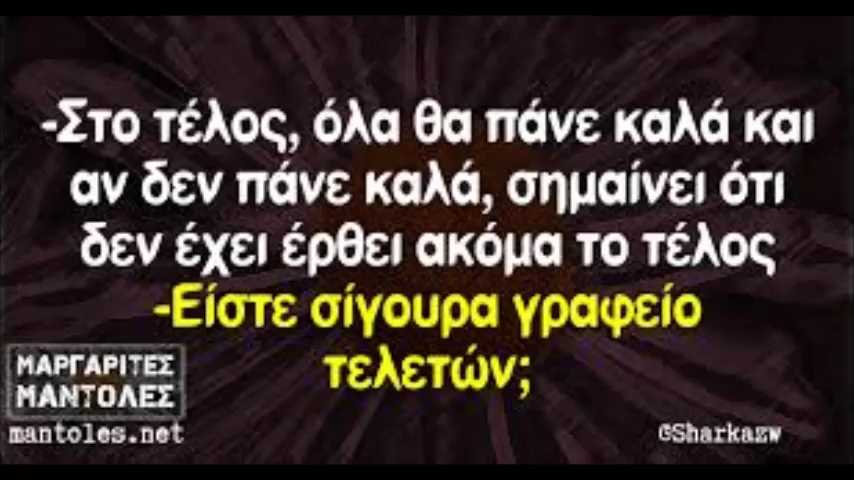 -Στο τέλος, όλα θα πάνε καλά και
αν δεν πάνε καλά, σημαίνει ότι
δεν έχει έρθει ακόμα το τέλος
-Είστε σίγουρα γραφείο
τελετών;
ΜΑΡΓΑΡΙΤΕΣ
ΜΑΝΤΟΛΕΣ
mantoles.net
@Sharkazw